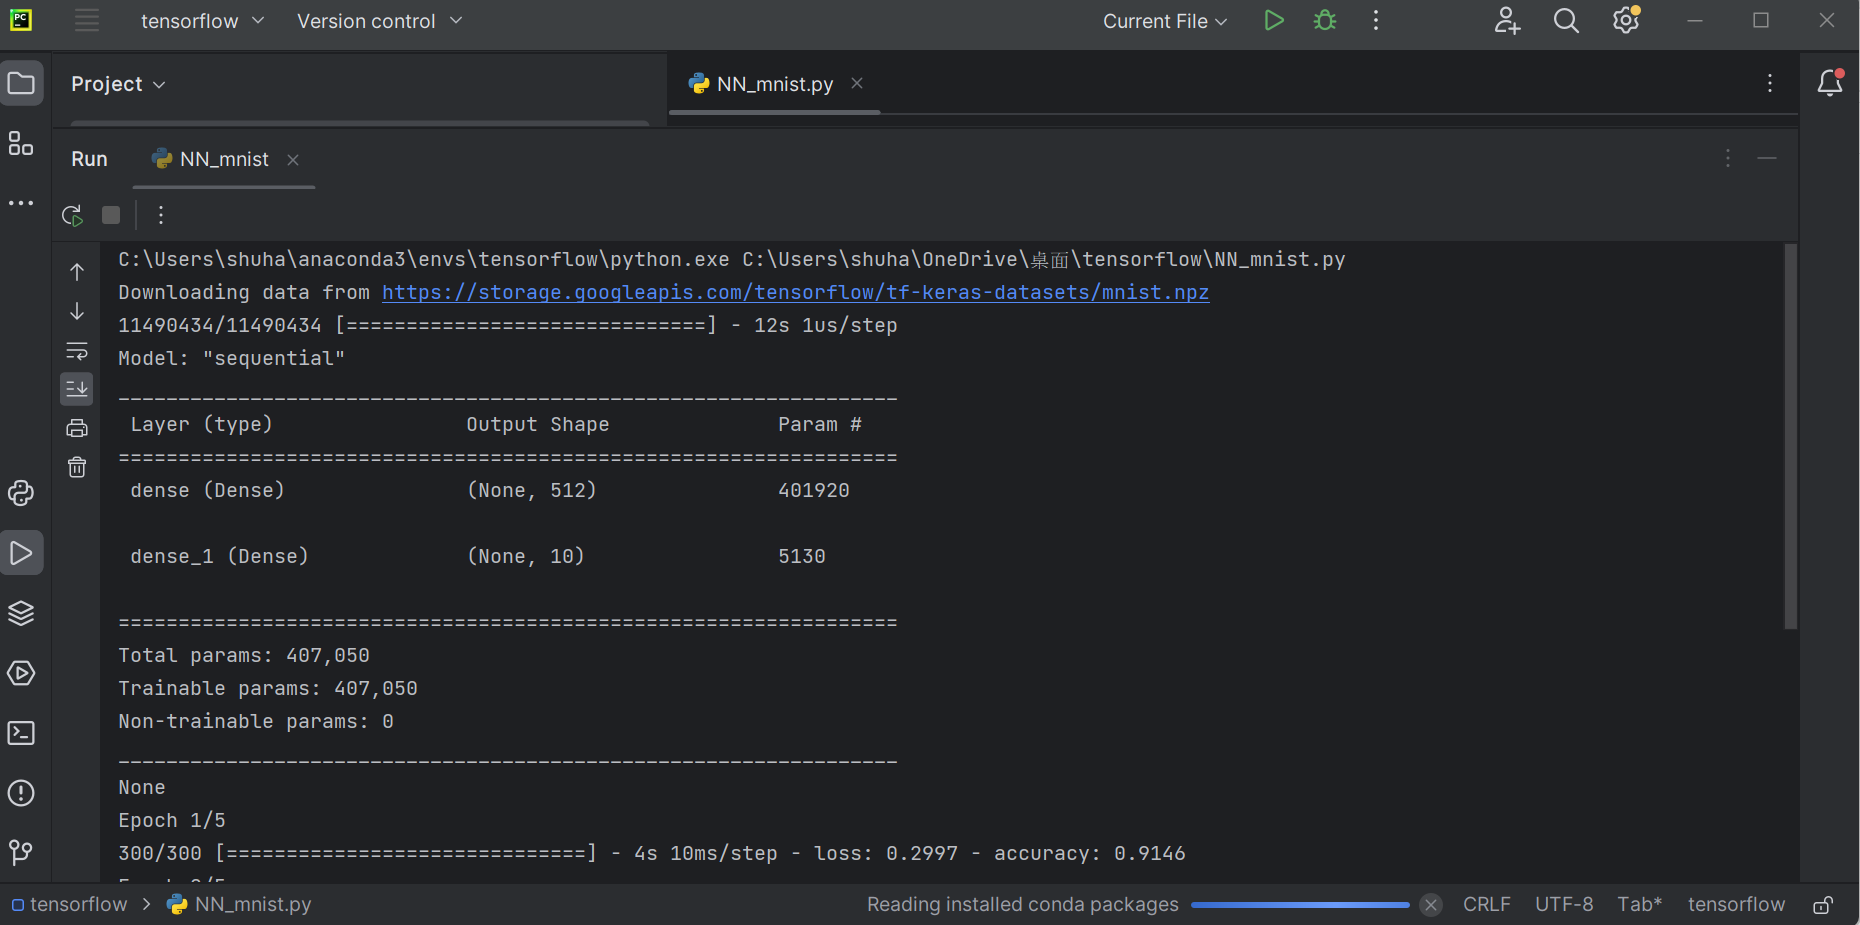 PC
tensorflow
Version control
Current File
Project
NN_mnist.py
Run
NN_mnist
C:\Users\shuha\anaconda3\envs\tensorflow\python.exe C:\Users\shuha\OneDrive\桌面\tensorflow\NN_mnist.py
Downloading data from https://storage.googleapis.com/tensorflow/tf-keras-datasets/mnist.npz
11490434/11490434 [==============================] - 12s 1us/step
Model: "sequential"
_________________________________________________________________
Layer (type) Output Shape Param #
=================================================================
dense (Dense) (None, 512) 401920
dense_1 (Dense) (None, 10) 5130
=================================================================
Total params: 407,050
Trainable params: 407,050
Non-trainable params: 0
_________________________________________________________________
None
Epoch 1/5
300/300 [==============================] - 4s 10ms/step - loss: 0.2997 - accuracy: 0.9146
tensorflow
NN_mnist.py
Reading installed conda packages
CRLF
UTF-8
Tab*
tensorflow